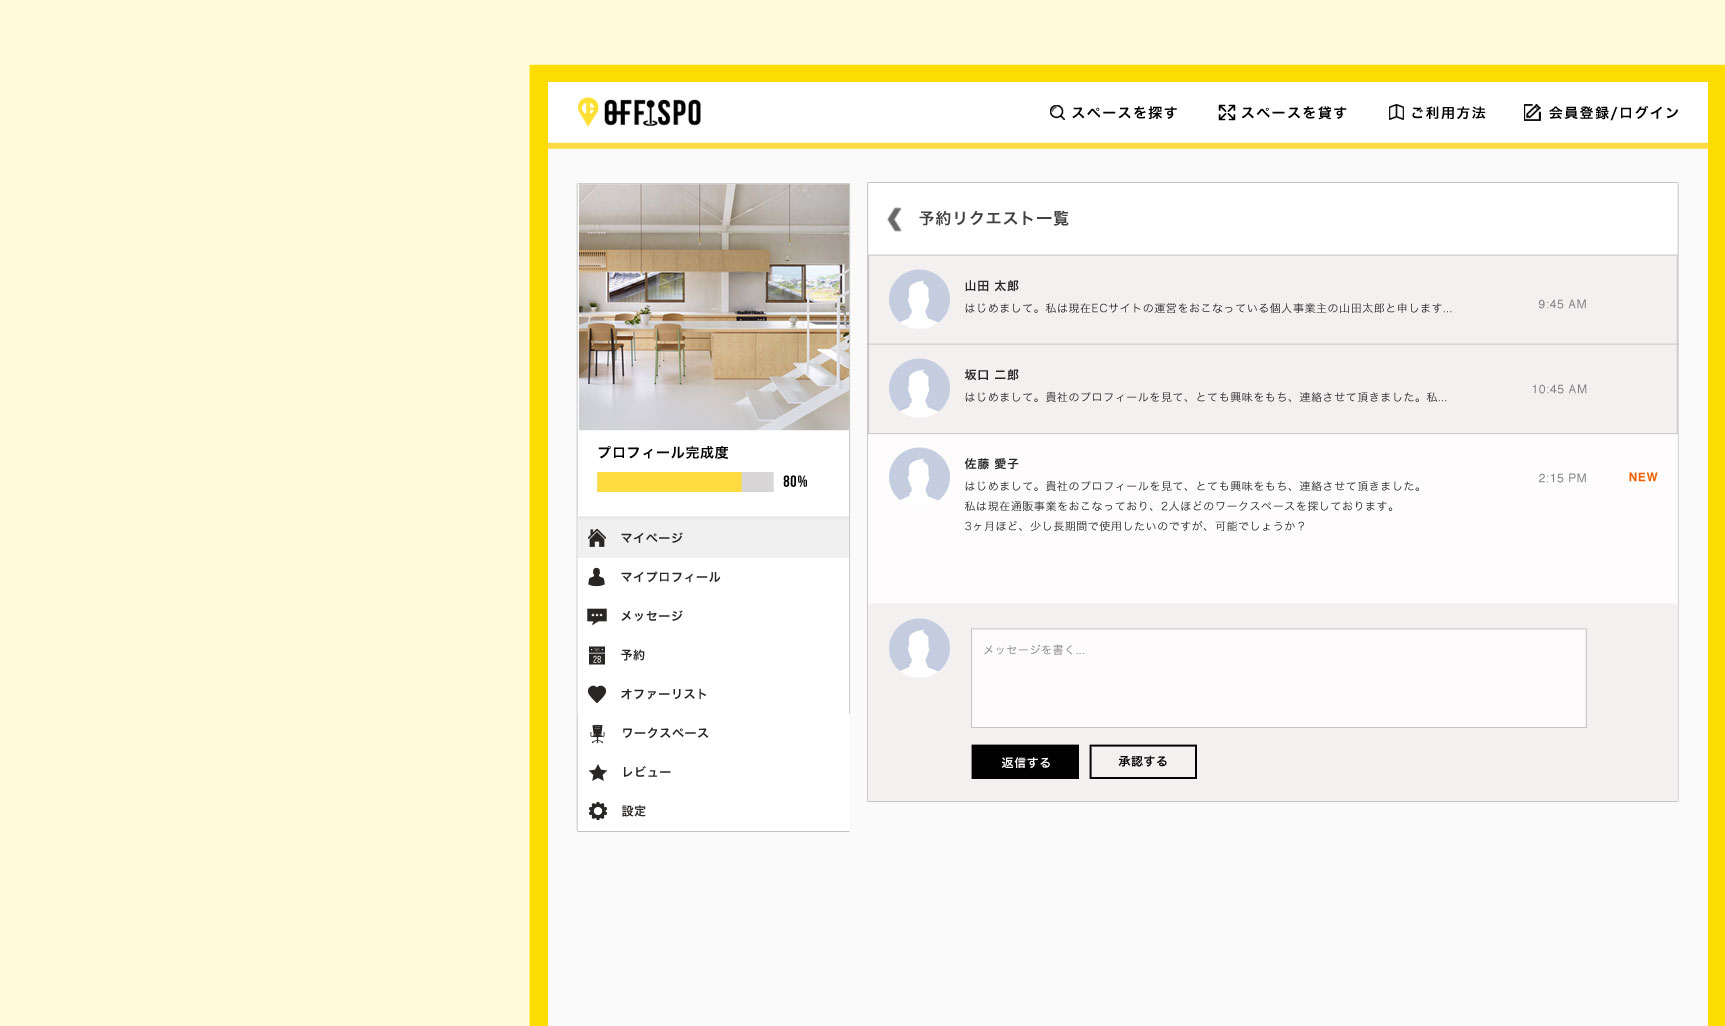 OFFISPO
スペースを探す
スペースを貸す
ご利用方法
会員登録/ログイン
プロフィール完成度
80%
マイページ
マイプロフィール
メッセージ
28
予約
オファーリスト
ワークスペース
レビュー
設定
予約リクエスト一覧
山田 太郎
はじめまして。私は現在ECサイトの運営をおこなっている個人事業主の山田太郎と申します...
9:45 AM
坂口 二郎
はじめまして。貴社のプロフィールを見て、とても興味をもち、連絡させて頂きました。私...
10:45 AM
佐藤 愛子
はじめまして。貴社のプロフィールを見て、とても興味をもち、連絡させて頂きました。
私は現在通販事業をおこなっており、2人ほどのワークスペースを探しております。
3ヶ月ほど、少し長期間で使用したいのですが、可能でしょうか？
2:15 PM
NEW
メッセージを書く...
返信する
承認する